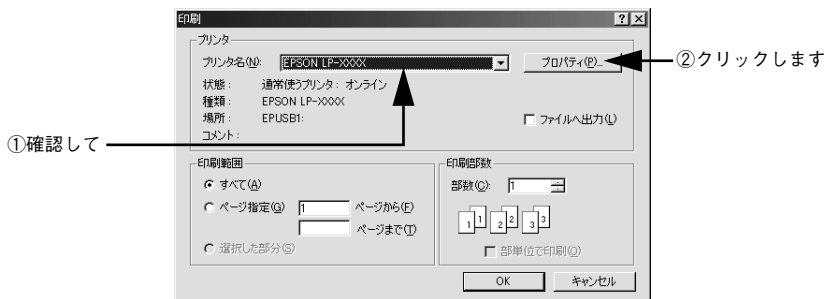 印刷
プリンタ
プリンタ名(N): EPSON LP-XXXX プロパティ(P)...
②クリックします
状態: 通常使うプリンタ: オンライン
種類: EPSON LP-XXXX
場所: EPUSB1:
コメント:
ファイルへ出力(L)
①確認して
印刷範囲
すべて(A)
ページ指定(G) 1 ページから(F)
ページまで(T)
選択した部分(S)
印刷部数
部数(C): 1
1 1 2 2 3 3
部単位で印刷(O)
OK キャンセル